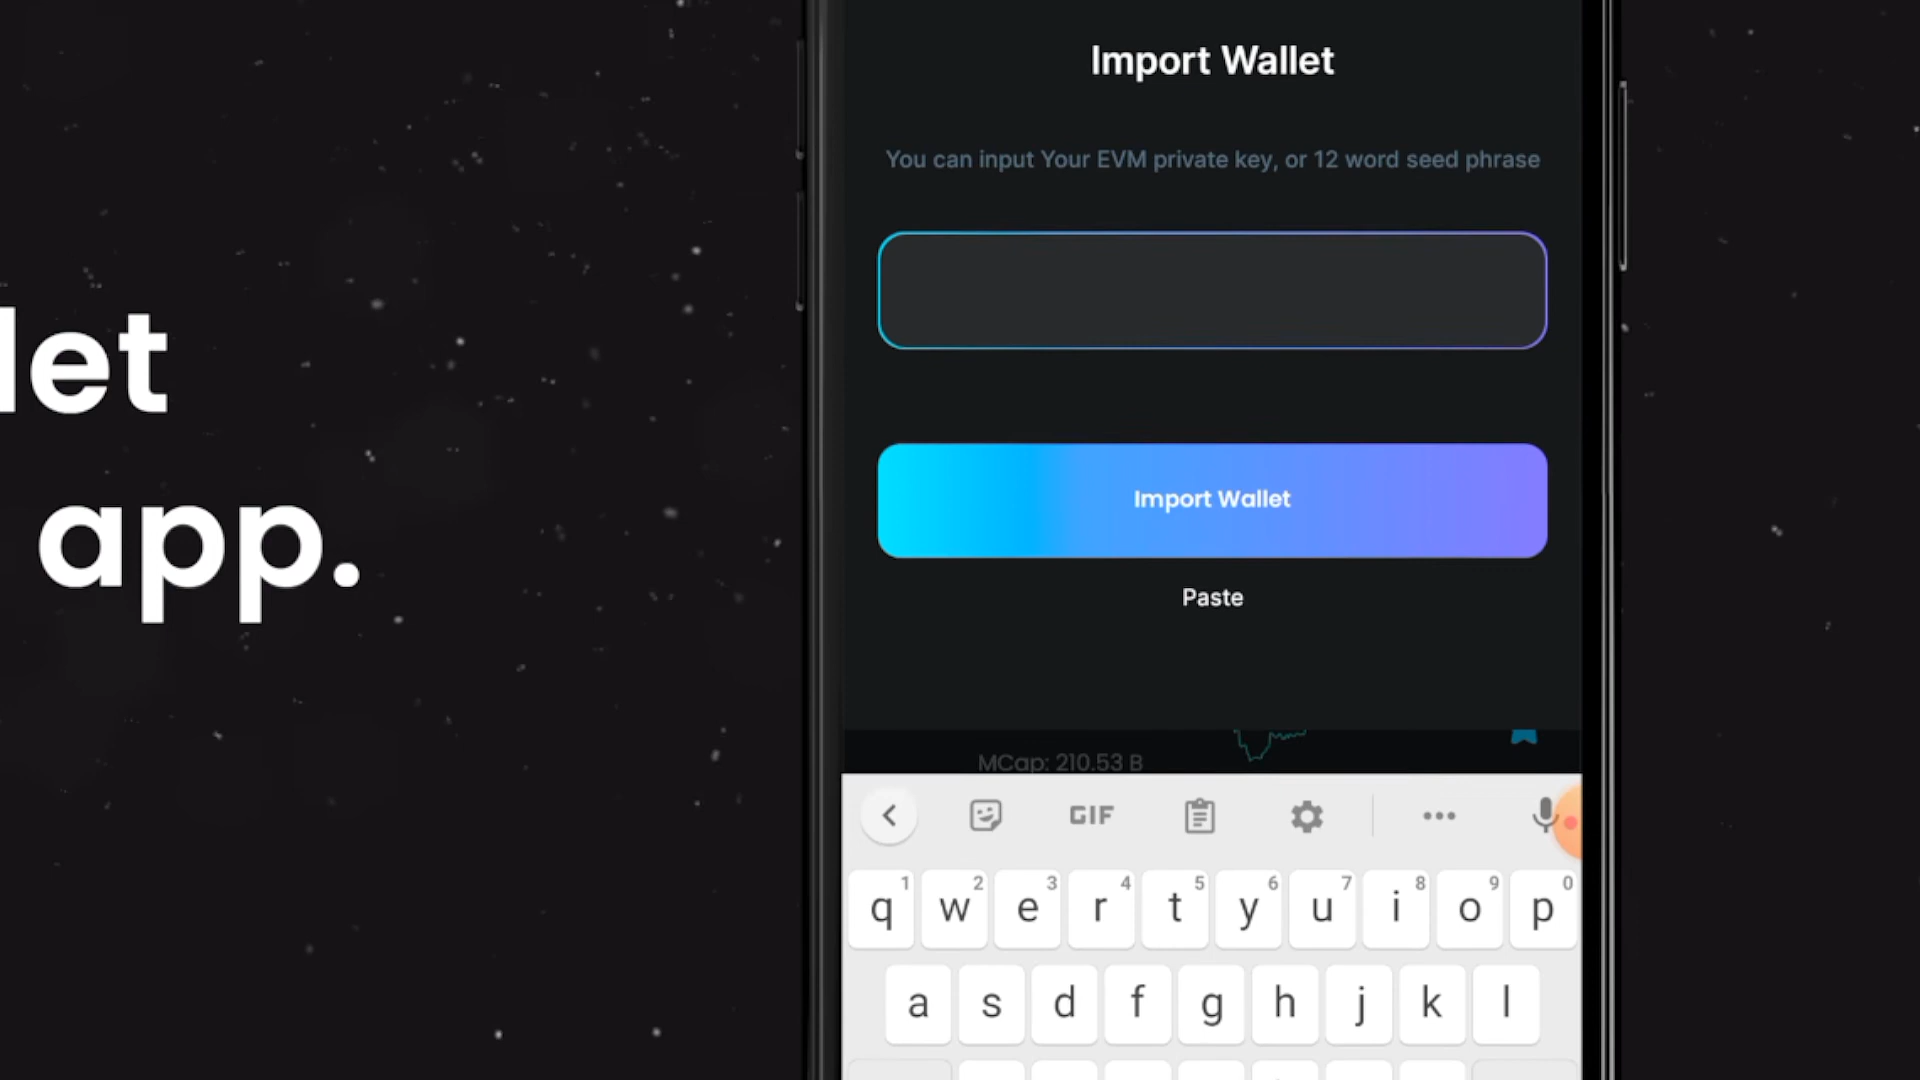 let
app.
Import Wallet
You can input Your EVM private key, or 12 word seed phrase
Import Wallet
Paste
MCap: 210.53 B
GIF
1 2 3 4 5 6 7 8 9 0
q w e r t y u i o p
a s d f g h j k l